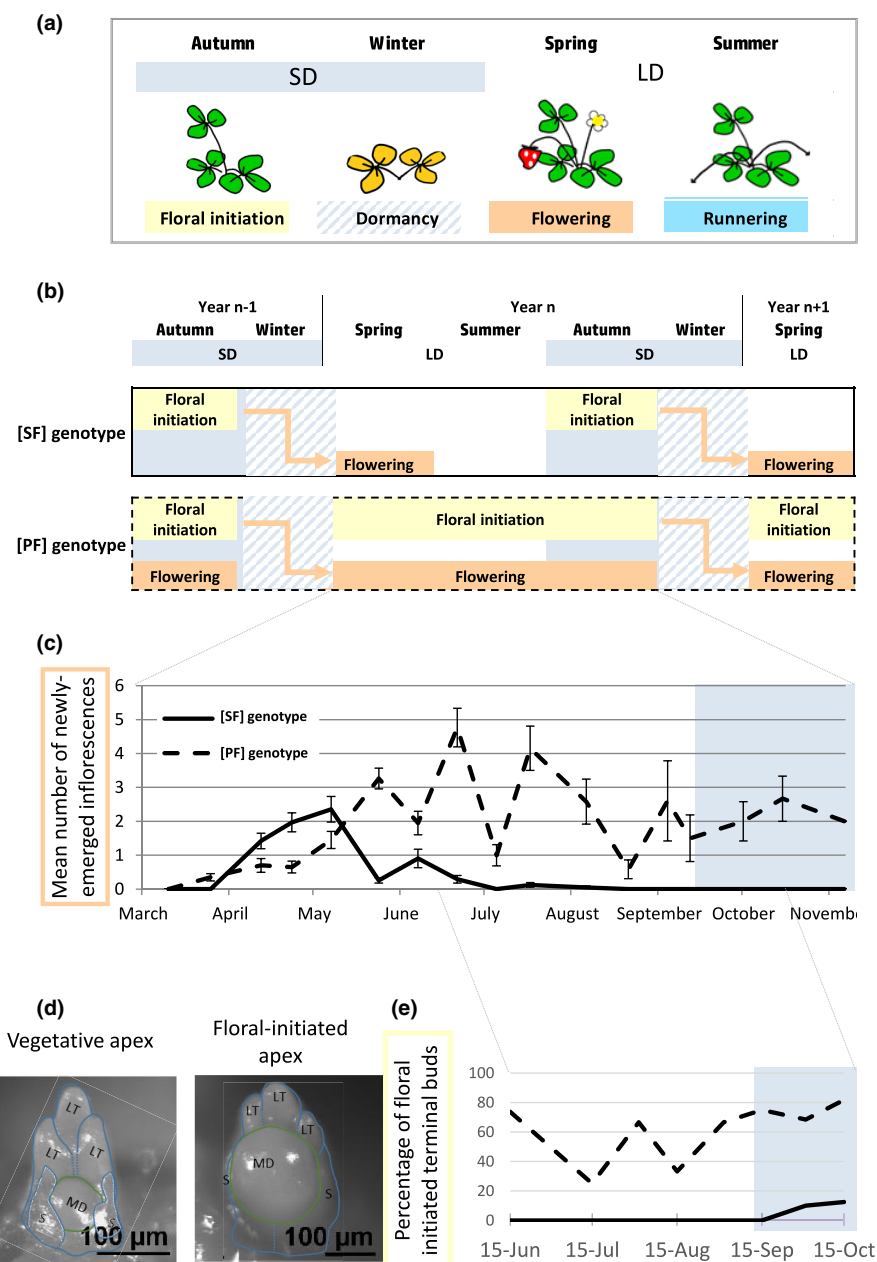 (a)
Autumn Winter Spring Summer
SD LD
Floral initiation Dormancy Flowering Runnering
(b)
Year n-1 Year n Year n+1
Autumn Winter Spring Summer Autumn Winter Spring
SD LD SD LD
[SF] genotype
Floral
initiation
Flowering
Floral
initiation
Flowering
[PF] genotype
Floral
initiation
Flowering
Floral initiation
Flowering
Floral
initiation
Flowering
(c)
Mean number of newly-
emerged inflorescences
6
5
4
3
2
1
0
[SF] genotype
[PF] genotype
March April May June July August September October Novembe
(d)
Vegetative apex
LT
LT LT
MD
S S
100 µm
Floral-initiated
apex
LT
LT
LT
MD
S S
100 µm
(e)
Percentage of floral
initiated terminal buds
100
80
60
40
20
0
15-Jun 15-Jul 15-Aug 15-Sep 15-Oct